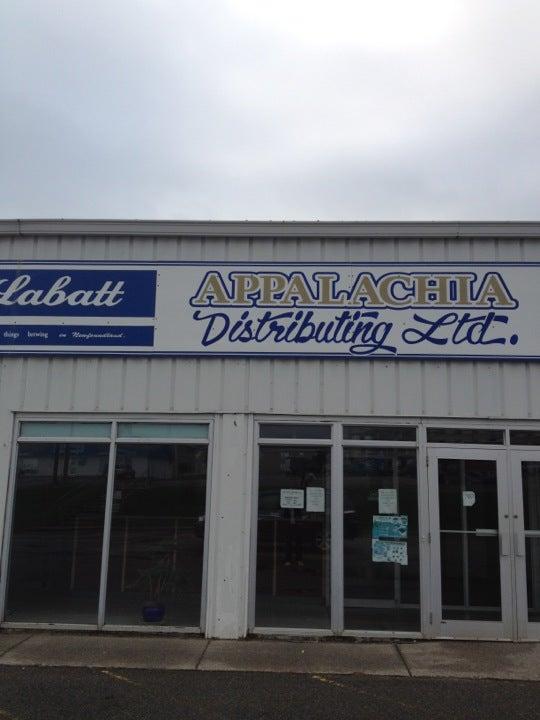 Labatt
things brewing in Newfoundland.
APPALACHIA
Distributing Ltd.